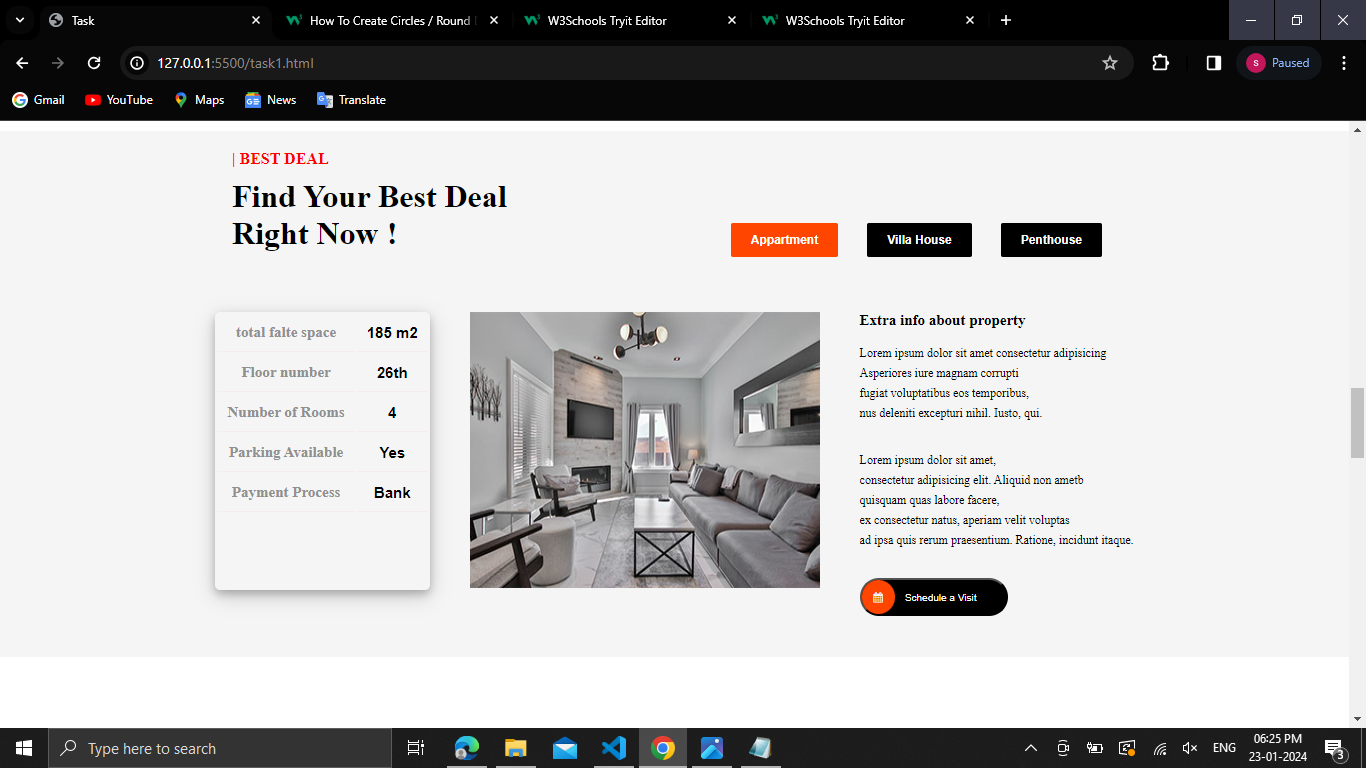 Task
How To Create Circles / Round
W3Schools Tryit Editor
W3Schools Tryit Editor
127.0.0.1:5500/task1.html
S
Paused
Gmail
YouTube
Maps
News
Translate
| BEST DEAL
Find Your Best Deal
Right Now !
Appartment
Villa House
Penthouse
total falte space 185 m2
Floor number 26th
Number of Rooms 4
Parking Available Yes
Payment Process Bank
Extra info about property
Lorem ipsum dolor sit amet consectetur adipisicing
Asperiores iure magnam corrupti
fugiat voluptatibus eos temporibus,
nus deleniti excepturi nihil. Iusto, qui.
Lorem ipsum dolor sit amet,
consectetur adipisicing elit. Aliquid non ametb
quisquam quas labore facere,
ex consectetur natus, aperiam velit voluptas
ad ipsa quis rerum praesentium. Ratione, incidunt itaque.
Schedule a Visit
Type here to search
ENG
06:25 PM
23-01-2024
3